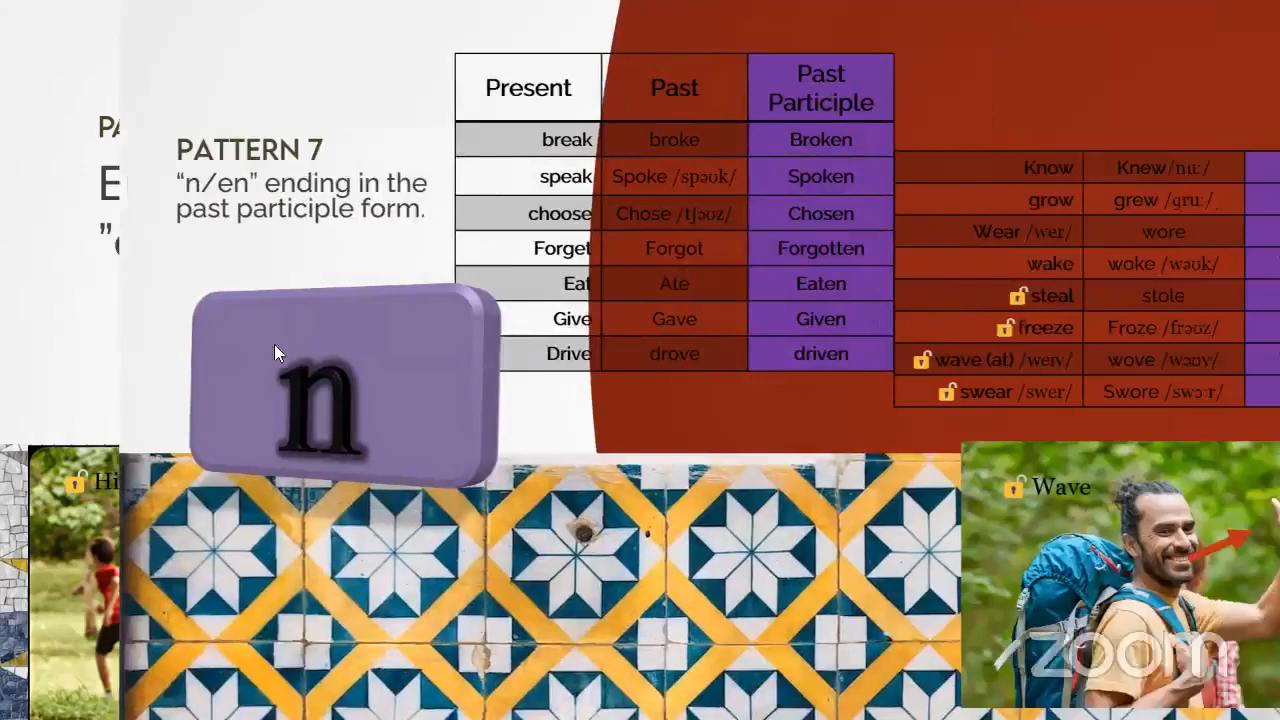 PA
PATTERN 7
"n/en" ending in the
past participle form.
E
"
n
Present Past Past Participle
break broke Broken
speak Spoke /spəʊk/ Spoken
choose Chose /tʃəʊz/ Chosen
Forget Forgot Forgotten
Eat Ate Eaten
Give Gave Given
Drive drove driven
Know Knew/nuː/
grow grew /ɡruː/
Wear /wer/ wore
wake woke /wəʊk/
steal stole
freeze Froze /frəʊz/
wave (at) /weɪv/ wove /wəʊv/
swear /swer/ Swore /swɔːr/
Hi
Wave
zoom